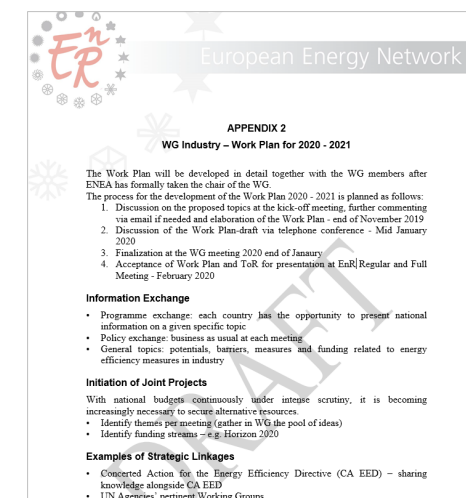 EnR
European Energy Network
APPENDIX 2
WG Industry – Work Plan for 2020 - 2021
The Work Plan will be developed in detail together with the WG members after
ENEA has formally taken the chair of the WG.
The process for the development of the Work Plan 2020 - 2021 is planned as follows:
1. Discussion on the proposed topics at the kick-off meeting, further commenting
via email if needed and elaboration of the Work Plan - end of November 2019
2. Discussion of the Work Plan-draft via telephone conference - Mid January
2020
3. Finalization at the WG meeting 2020 end of Janaury
4. Acceptance of Work Plan and ToR for presentation at EnR Regular and Full
Meeting - February 2020
Information Exchange
• Programme exchange: each country has the opportunity to present national
information on a given specific topic
• Policy exchange: business as usual at each meeting
• General topics: potentials, barriers, measures and funding related to energy
efficiency measures in industry
Initiation of Joint Projects
With national budgets continuously under intense scrutiny, it is becoming
increasingly necessary to secure alternative resources.
• Identify themes per meeting (gather in WG the pool of ideas)
• Identify funding streams – e.g. Horizon 2020
Examples of Strategic Linkages
• Concerted Action for the Energy Efficiency Directive (CA EED) – sharing
knowledge alongside CA EED
• UN Agencies' pertinent Working Groups
DRAFT